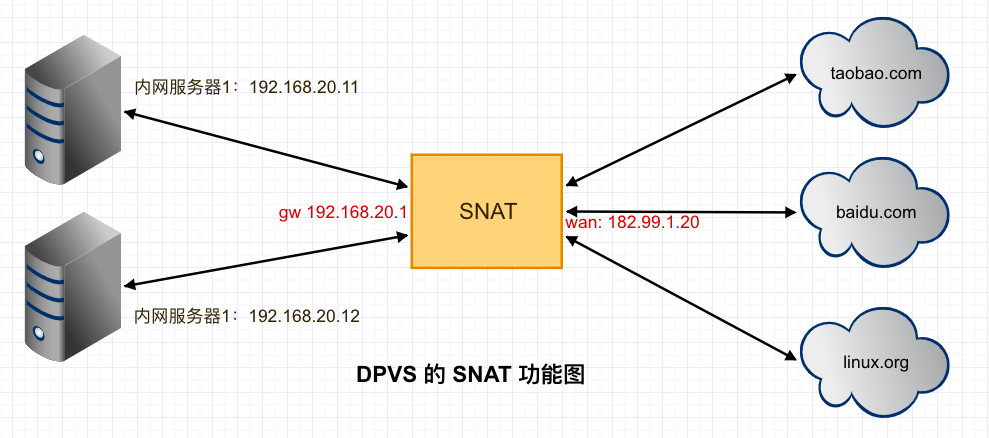 内网服务器1：192.168.20.11
taobao.com
gw 192.168.20.1
SNAT
wan: 182.99.1.20
baidu.com
内网服务器1：192.168.20.12
linux.org
DPVS 的 SNAT 功能图